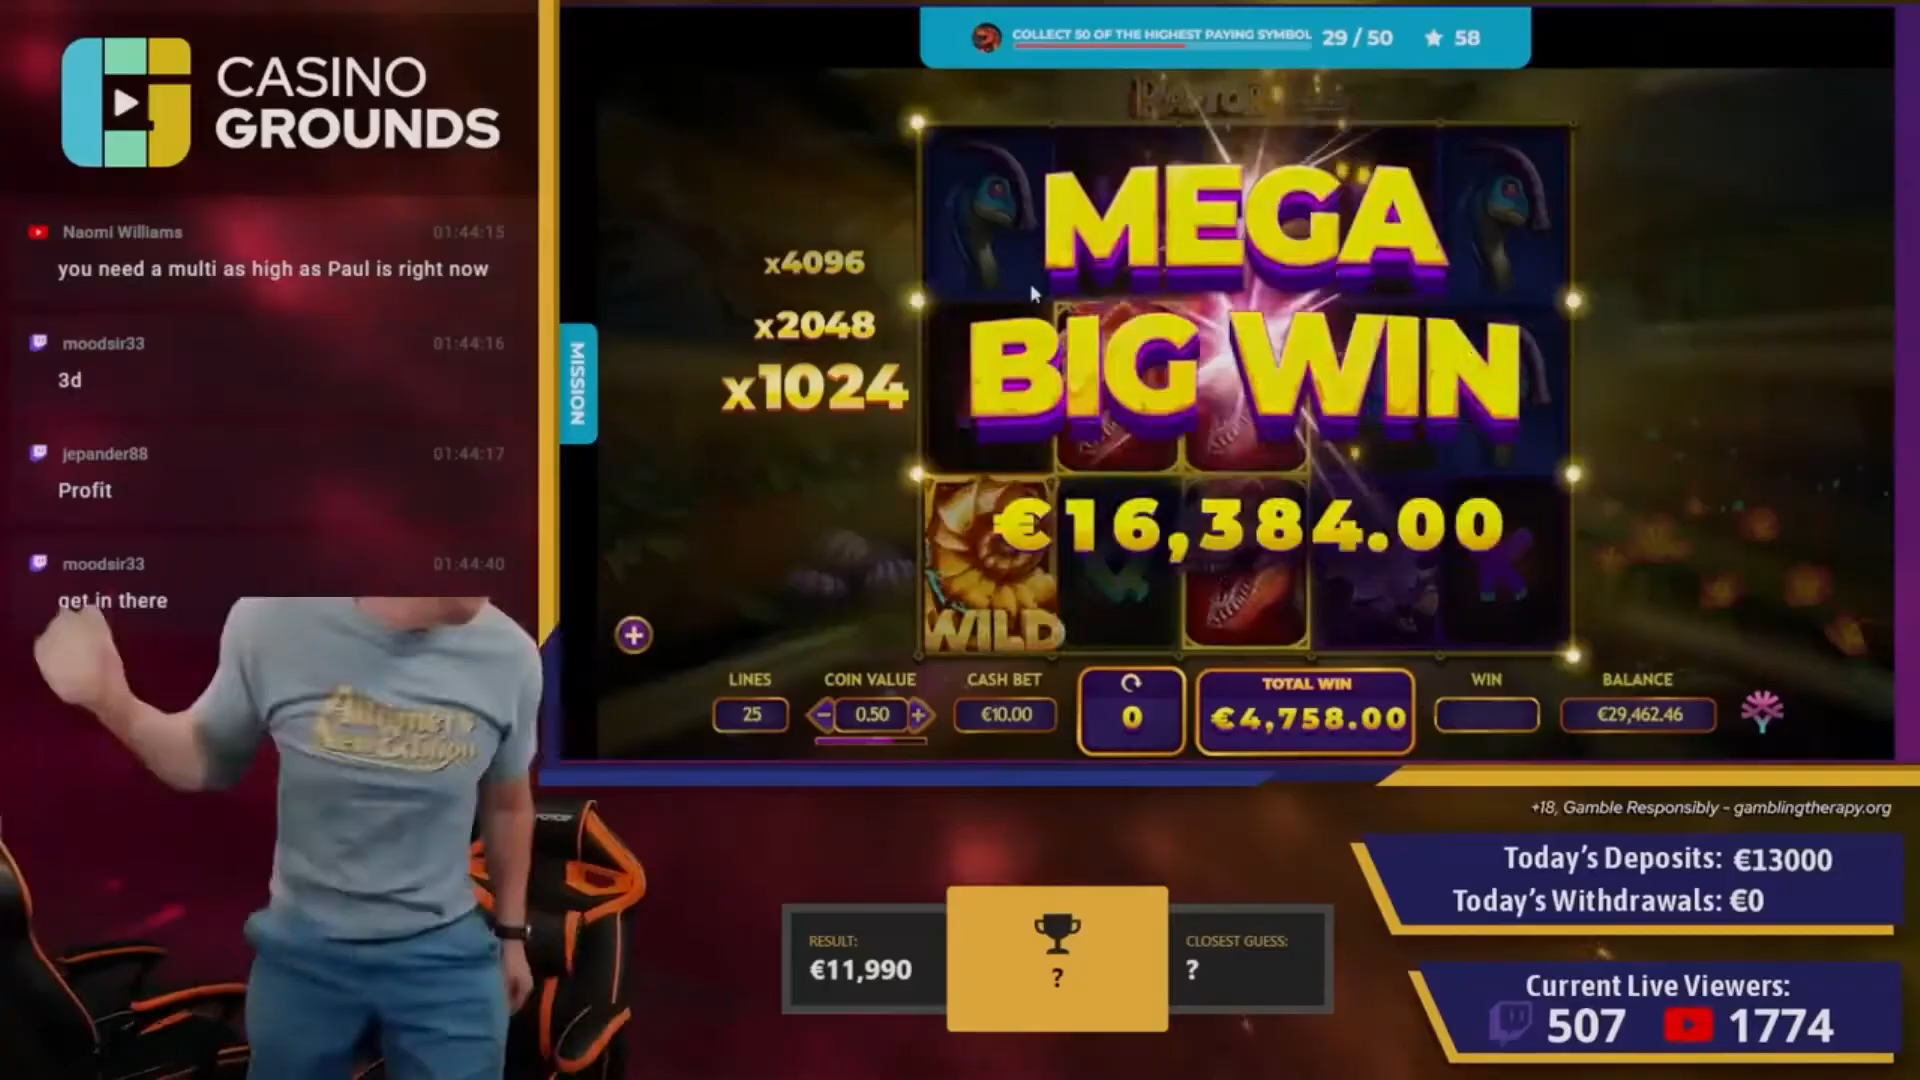 CASINO
GROUNDS
Naomi Williams 01:44:15
you need a multi as high as Paul is right now
moodsir33 01:44:16
3d
jepander88 01:44:17
Profit
moodsir33 01:44:40
get in there
COLLECT 50 OF THE HIGHEST PAYING SYMBOL 29 / 50 58
MISSION
x4096
x2048
x1024
MEGA
BIG WIN
€16,384.00
WILD
K
LINES
25
COIN VALUE
0.50
CASH BET
€10.00
0
TOTAL WIN
€4,758.00
WIN
BALANCE
€29,462.46
+18, Gamble Responsibly - gamblingtherapy.org
Today's Deposits: €13000
Today's Withdrawals: €0
RESULT:
€11,990
?
CLOSEST GUESS:
?
Current Live Viewers:
507 1774